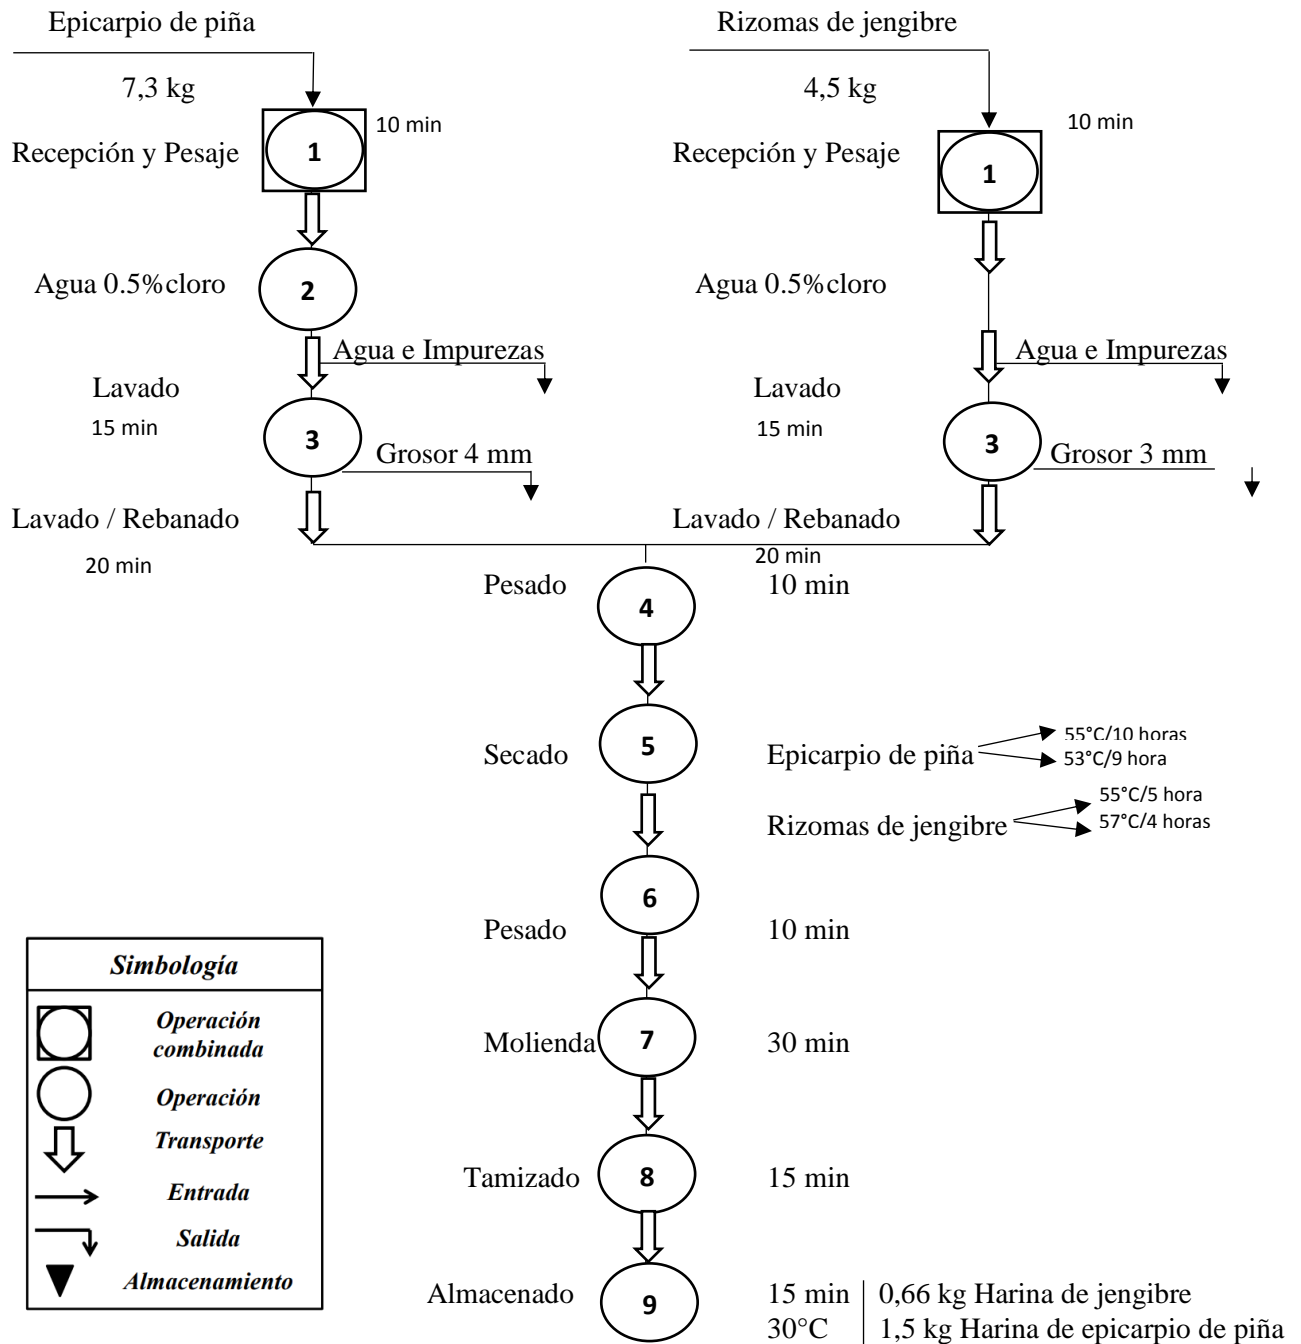 Epicarpio de piña
Rizomas de jengibre
7,3 kg
4,5 kg
10 min
10 min
Recepción y Pesaje
1
Recepción y Pesaje
1
Agua 0.5%cloro
2
Agua 0.5%cloro
Agua e Impurezas
Agua e Impurezas
Lavado
15 min
Lavado
15 min
3
3
Grosor 4 mm
Grosor 3 mm
Lavado / Rebanado
20 min
Lavado / Rebanado
20 min
Pesado
4
10 min
Secado
5
Epicarpio de piña
55°C/10 horas
53°C/9 hora
Rizomas de jengibre
55°C/5 hora
57°C/4 horas
6
Pesado
10 min
Molienda
7
30 min
Tamizado
8
15 min
Almacenado
9
15 min
30°C
0,66 kg Harina de jengibre
1,5 kg Harina de epicarpio de piña
Simbología
Operación
combinada
Operación
Transporte
Entrada
Salida
Almacenamiento